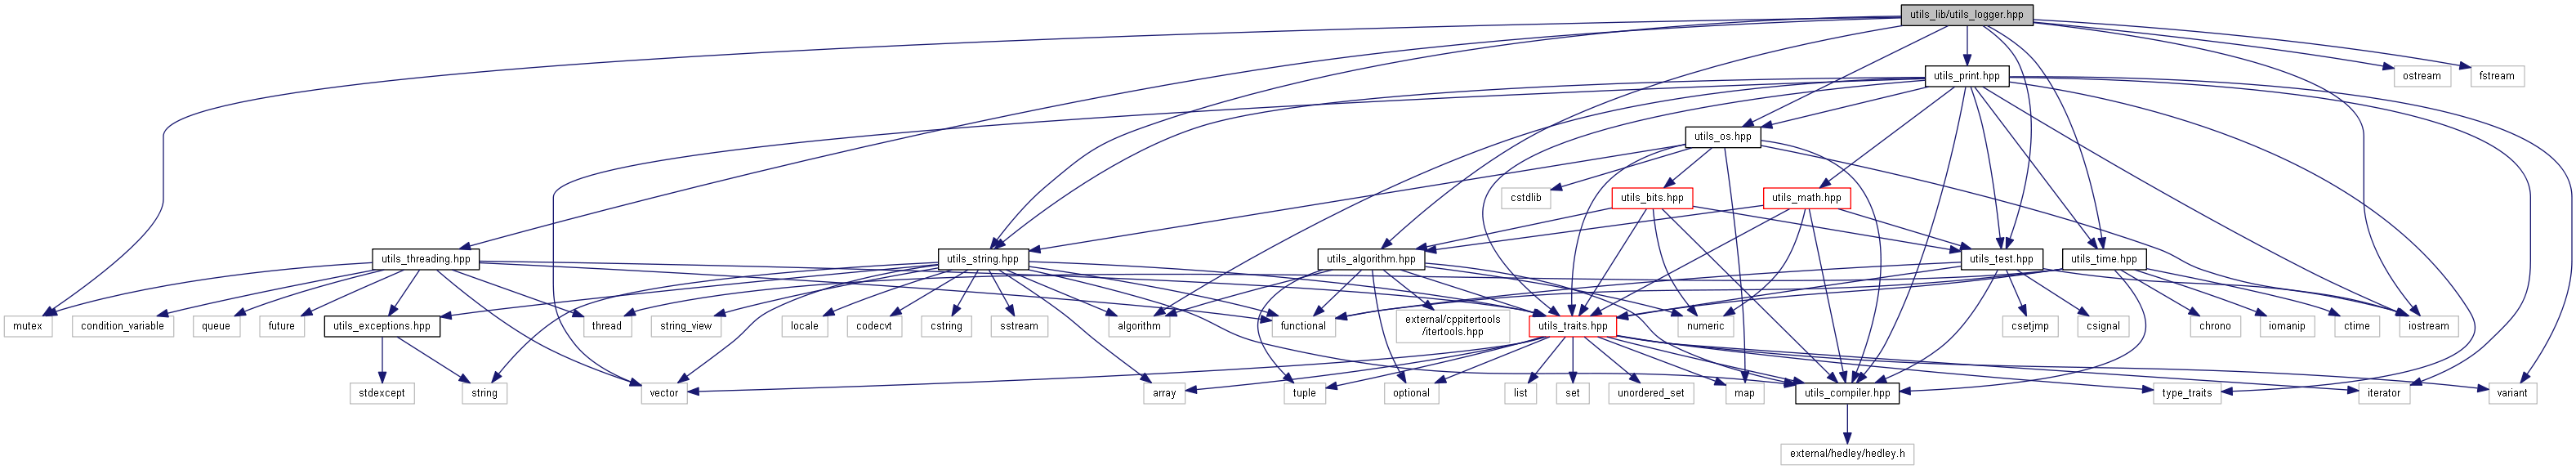 utils_lib/utils_logger.hpp
utils_print.hpp
ostream
fstream
utils_os.hpp
cstdlib
utils_bits.hpp
utils_math.hpp
utils_threading.hpp
utils_string.hpp
utils_algorithm.hpp
utils_test.hpp
utils_time.hpp
mutex
condition_variable
queue
future
utils_exceptions.hpp
thread
string_view
locale
codecvt
cstring
sstream
algorithm
functional
external/cppitertools
/itertools.hpp
utils_traits.hpp
numeric
csetjmp
csignal
chrono
iomanip
ctime
iostream
stdexcept
string
vector
array
tuple
optional
list
set
unordered_set
map
utils_compiler.hpp
type_traits
iterator
variant
external/hedley/hedley.h